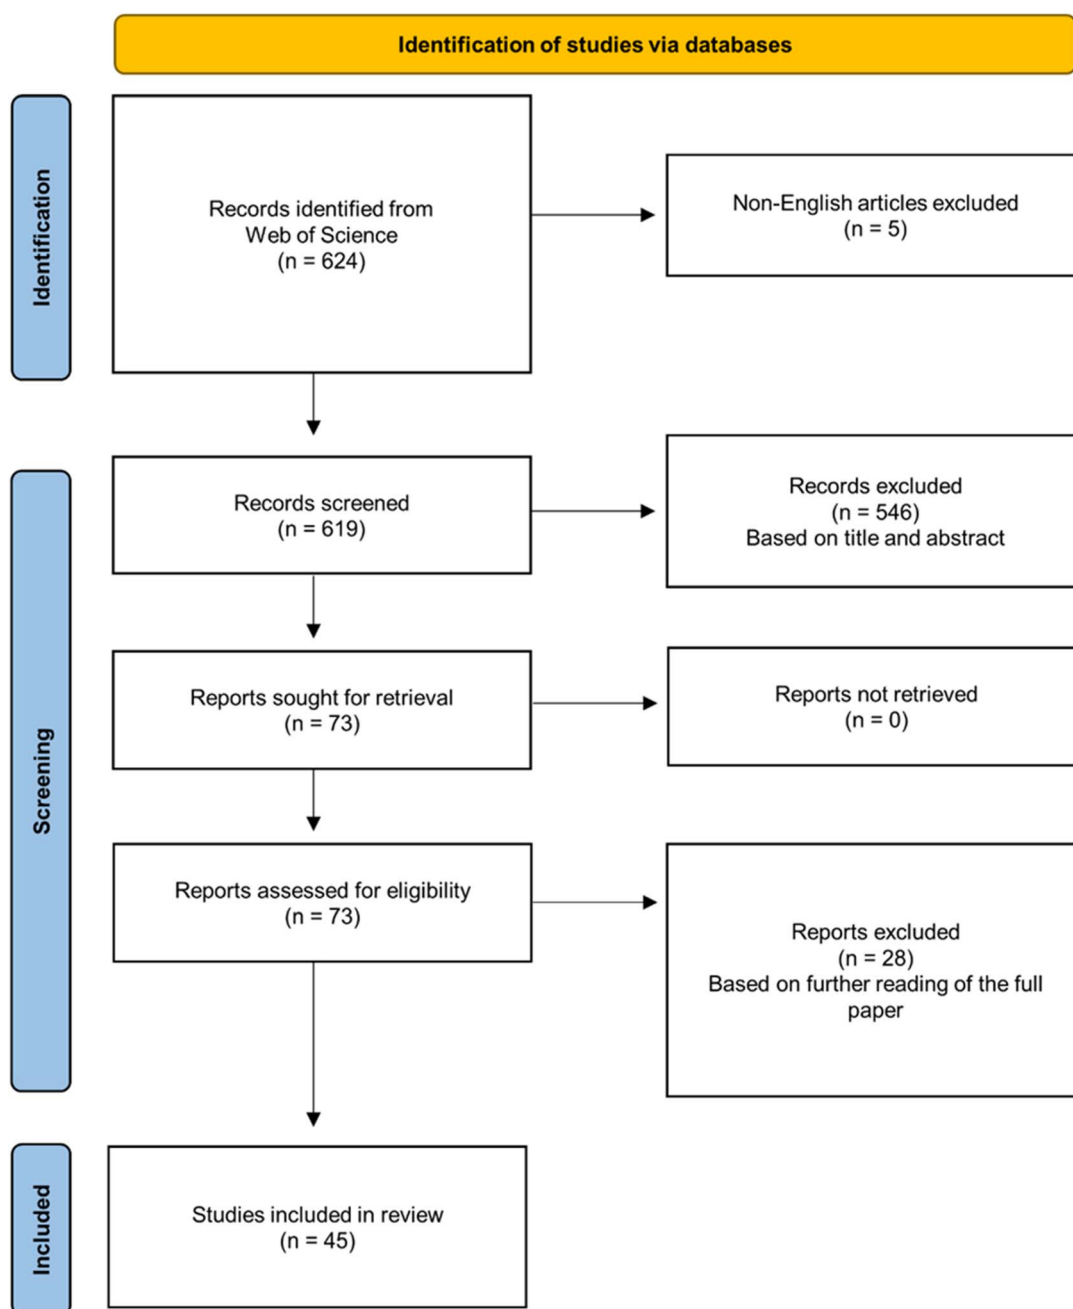 Identification of studies via databases
Identification
Records identified from
Web of Science
(n = 624)
Non-English articles excluded
(n = 5)
Screening
Records screened
(n = 619)
Records excluded
(n = 546)
Based on title and abstract
Reports sought for retrieval
(n = 73)
Reports not retrieved
(n = 0)
Reports assessed for eligibility
(n = 73)
Reports excluded
(n = 28)
Based on further reading of the full
paper
Included
Studies included in review
(n = 45)